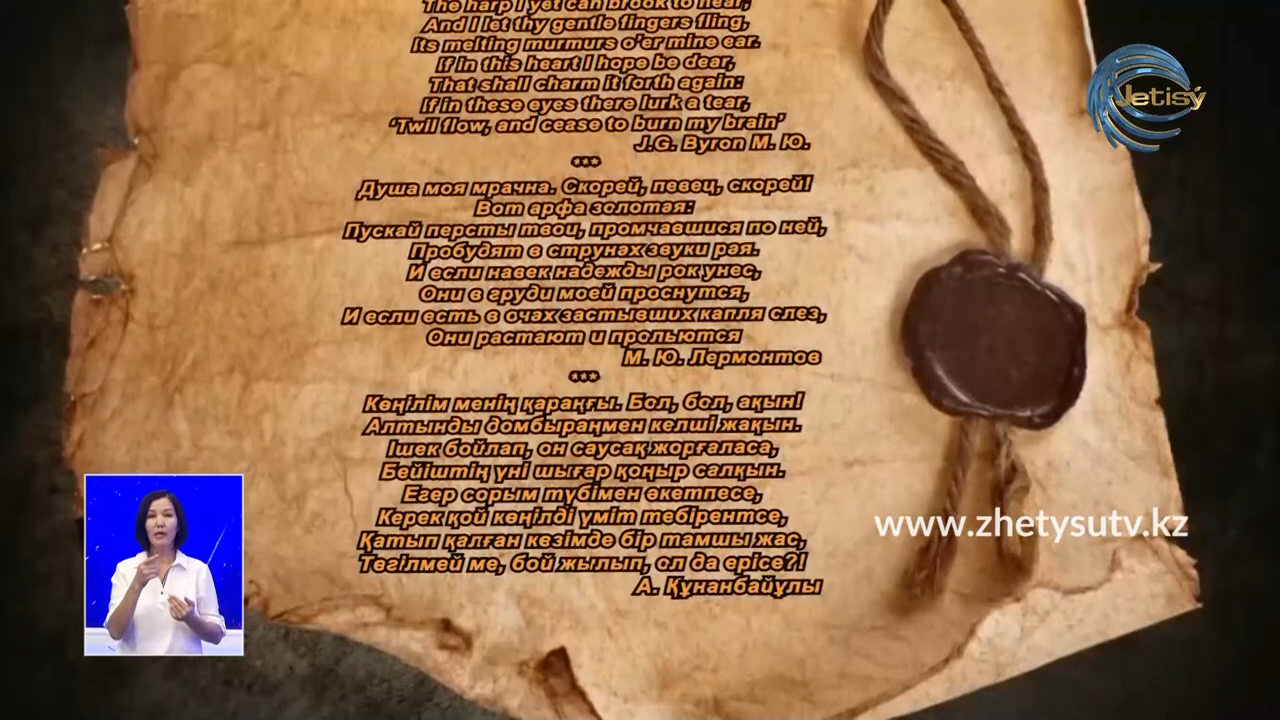 The harp I yet can brook to hear;
And I let thy gentle fingers fling,
Its melting murmurs o'er mine ear.
If in this heart I hope be dear,
That shall charm it forth again:
If in these eyes there lurk a tear,
‘Twil flow, and cease to burn my brain’
J.G. Byron М. Ю.
***
Душа моя мрачна. Скорей, певец, скорей!
Вот арфа золотая:
Пускай персты твои, промчавшися по ней,
Пробудят в струнах звуки рая.
И если навек надежды рок унес,
Они в груди моей проснутся,
И если есть в очах застывших капля слез,
Они растают и прольются
М. Ю. Лермонтов
***
Көңілім менің қараңғы. Бол, бол, ақын!
Алтынды домбыраңмен келші жақын.
Ішек бойлап, он саусақ жорғаласа,
Бейіштің үні шығар қоңыр салқын.
Егер сорым түбімен әкетпесе,
Керек қой көңілді үміт тебірентсе,
Қатып қалған кезімде бір тамшы жас,
Төгілмей ме, бой жылып, ол да ерісе?!
А. Құнанбайұлы
Jetisý
www.zhetysutv.kz